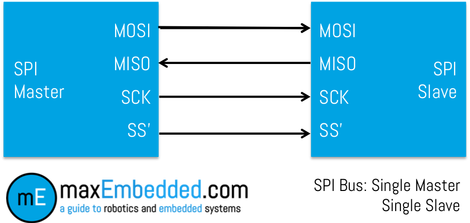 MOSI
MISO
SCK
SS'
SPI
Master
MOSI
MISO
SCK
SS'
SPI
Slave
mE
maxEmbedded.com
a guide to robotics and embedded systems
SPI Bus: Single Master
Single Slave